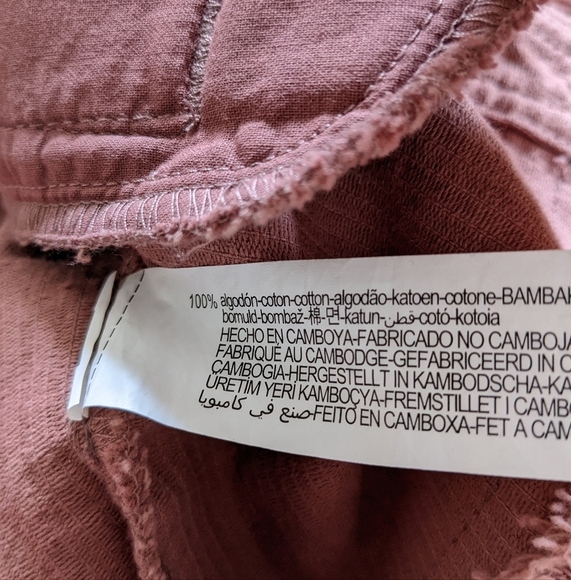 100% algodón-coton-cotton-algodão-katoen-cotone-BAMBAK
bomuld-bombaž-棉-면-katun-قطن-cotó-kotoia
HECHO EN CAMBOYA-FABRICADO NO CAMBOJA
FABRIQUÉ AU CAMBODGE-GEFABRICEERD IN C
CAMBOGIA-HERGESTELLT IN KAMBODSCHA-KA
ÜRETİM YERİ KAMBOÇYA-FREMSTILLET I CAMBO
صنع في كامبوديا-FEITO EN CAMBOXA-FET A CAM